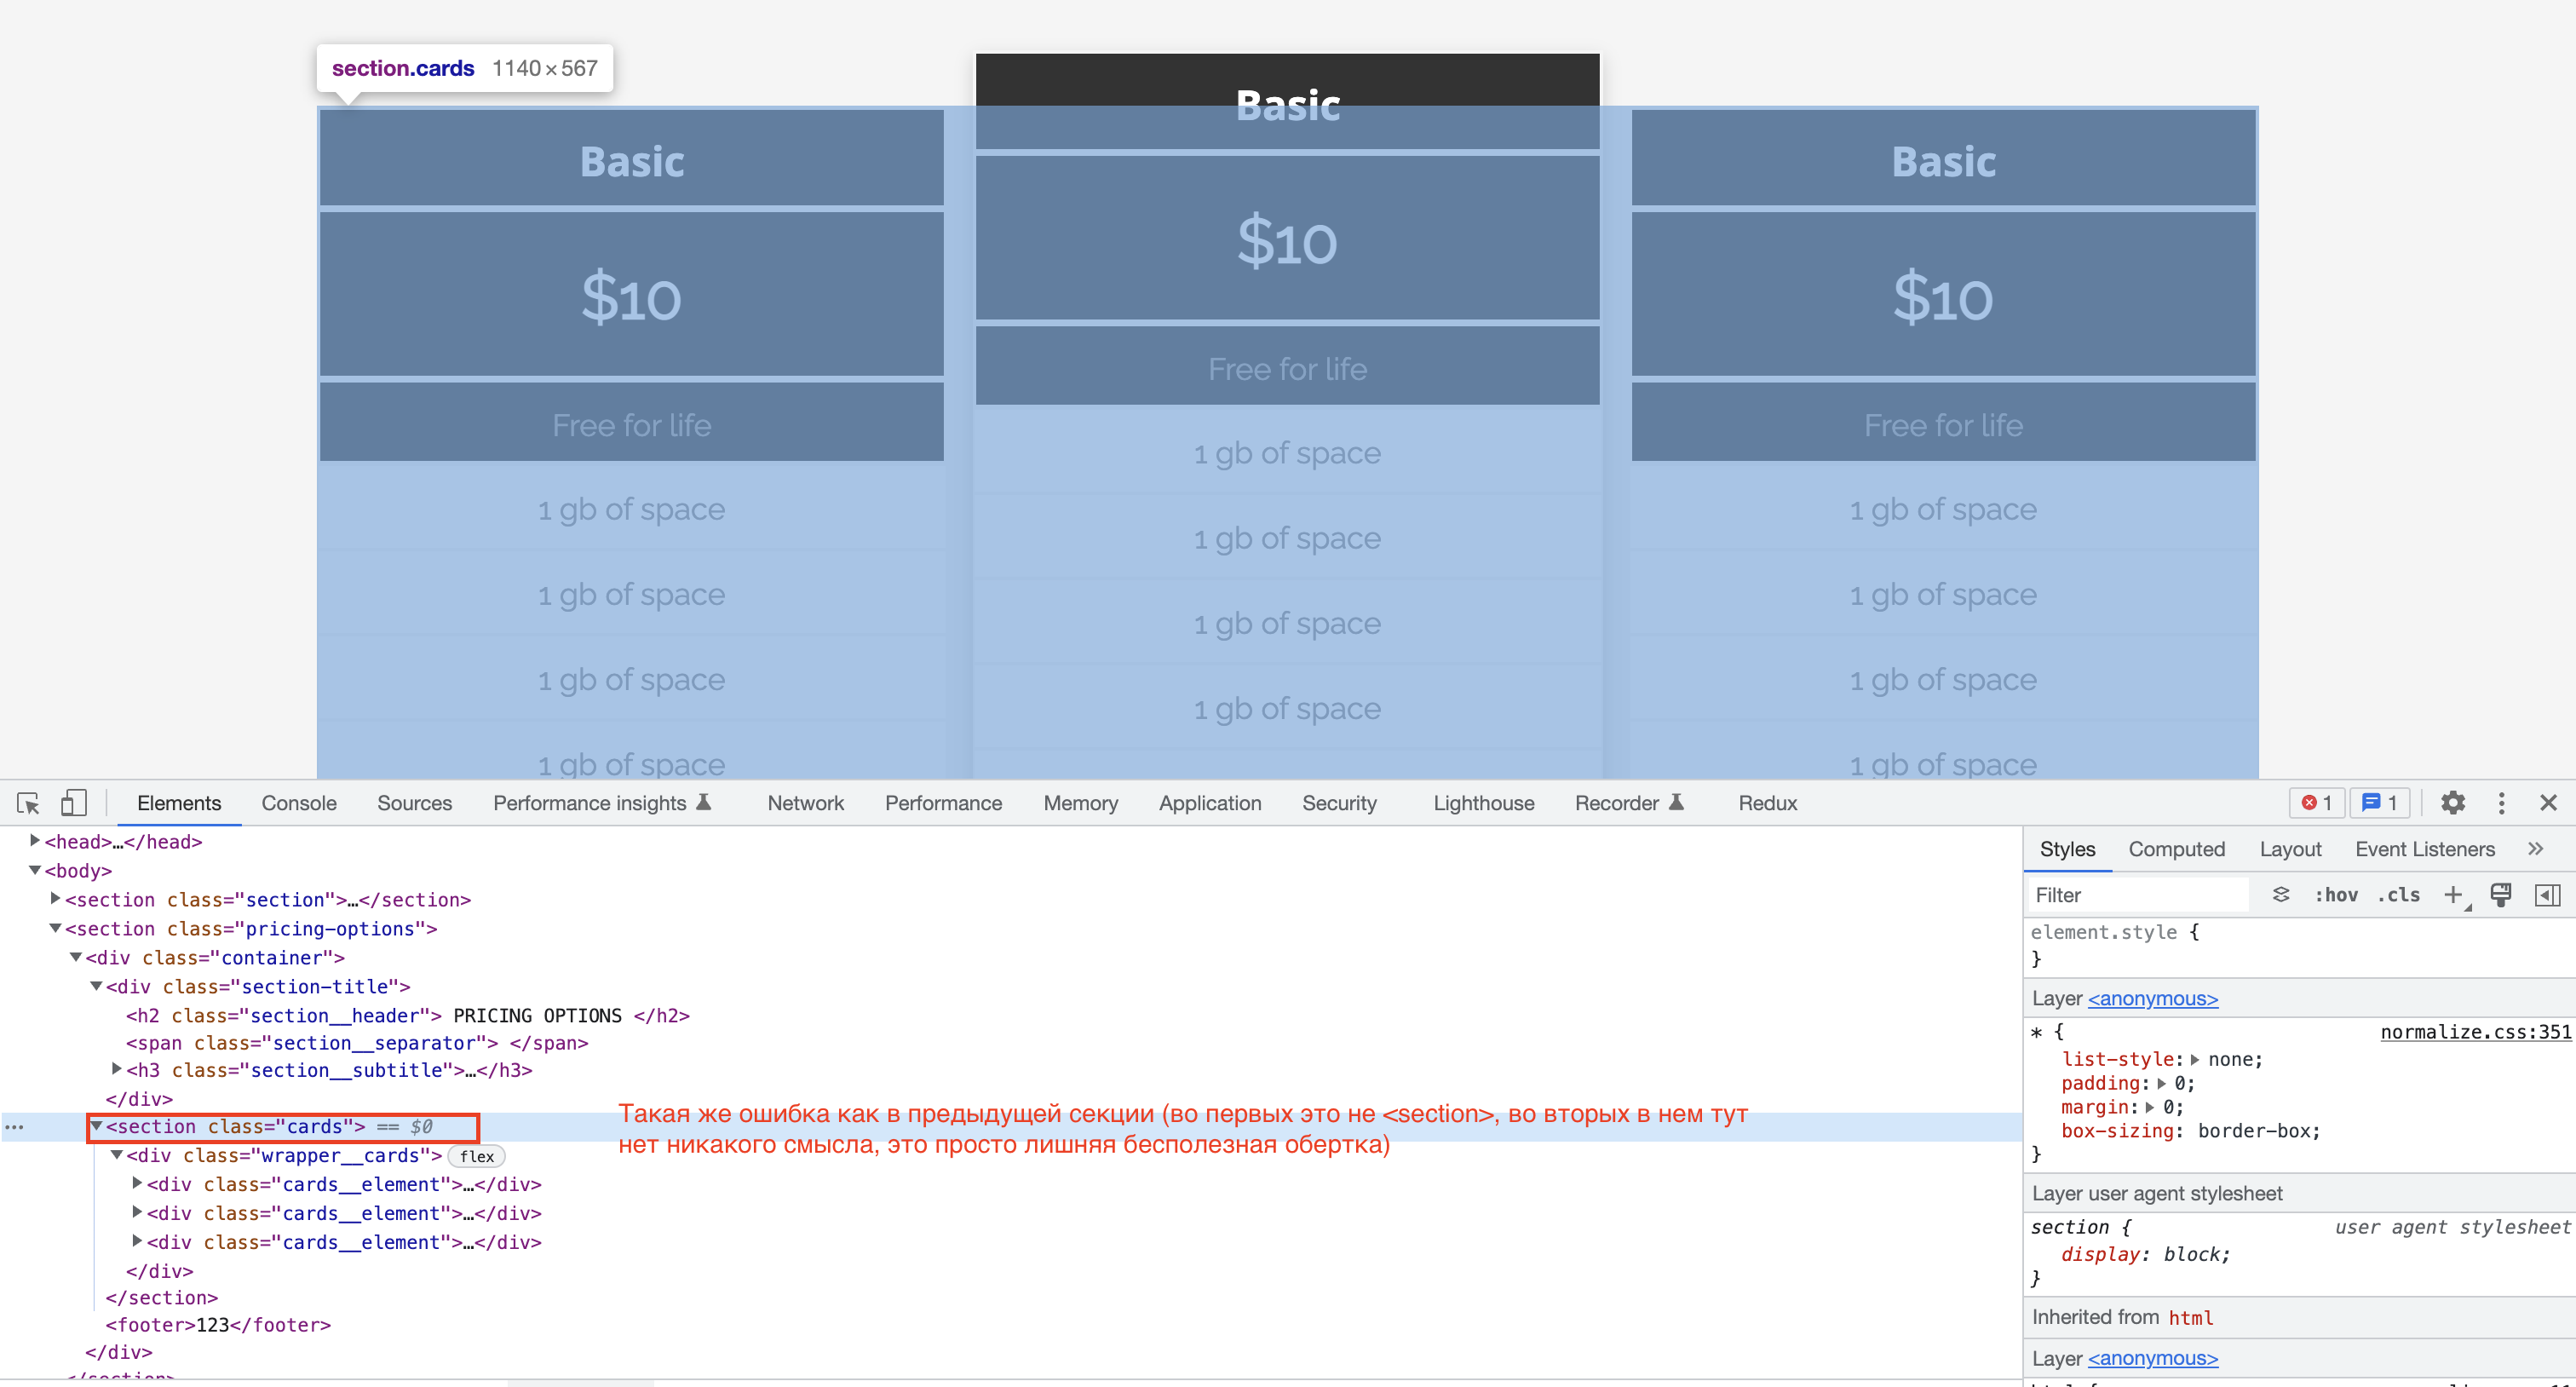 section.cards 1140×567
Basic
Basic
Basic
$10
$10
$10
Free for life
Free for life
Free for life
1 gb of space
1 gb of space
1 gb of space
1 gb of space
1 gb of space
1 gb of space
1 gb of space
1 gb of space
1 gb of space
1 gb of space
1 gb of space
1 gb of space
Elements Console Sources Performance insights Network Performance Memory Application Security Lighthouse Recorder Redux 1 1
<head>…</head>
<body>
<section class="section">…</section>
<section class="pricing-options">
<div class="container">
<div class="section-title">
<h2 class="section__header"> PRICING OPTIONS </h2>
<span class="section__separator"> </span>
<h3 class="section__subtitle">…</h3>
</div>
<section class="cards"> == $0
Такая же ошибка как в предыдущей секции (во первых это не <section>, во вторых в нем тут
нет никакого смысла, это просто лишняя бесполезная обертка)
<div class="wrapper__cards"> flex
<div class="cards__element">…</div>
<div class="cards__element">…</div>
<div class="cards__element">…</div>
</div>
</section>
<footer>123</footer>
</div>
</section>
Styles Computed Layout Event Listeners »
Filter :hov .cls +
element.style {
}
Layer <anonymous>
* { normalize.css:351
list-style: none;
padding: 0;
margin: 0;
box-sizing: border-box;
}
Layer user agent stylesheet
section { user agent stylesheet
display: block;
}
Inherited from html
Layer <anonymous>